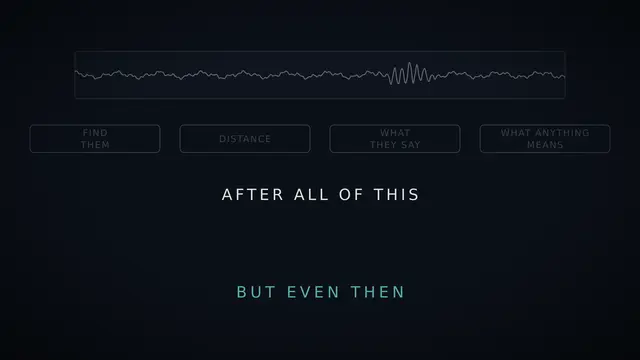 FIND
THEM
DISTANCE
WHAT
THEY SAY
WHAT ANYTHING
MEANS
AFTER ALL OF THIS
BUT EVEN THEN